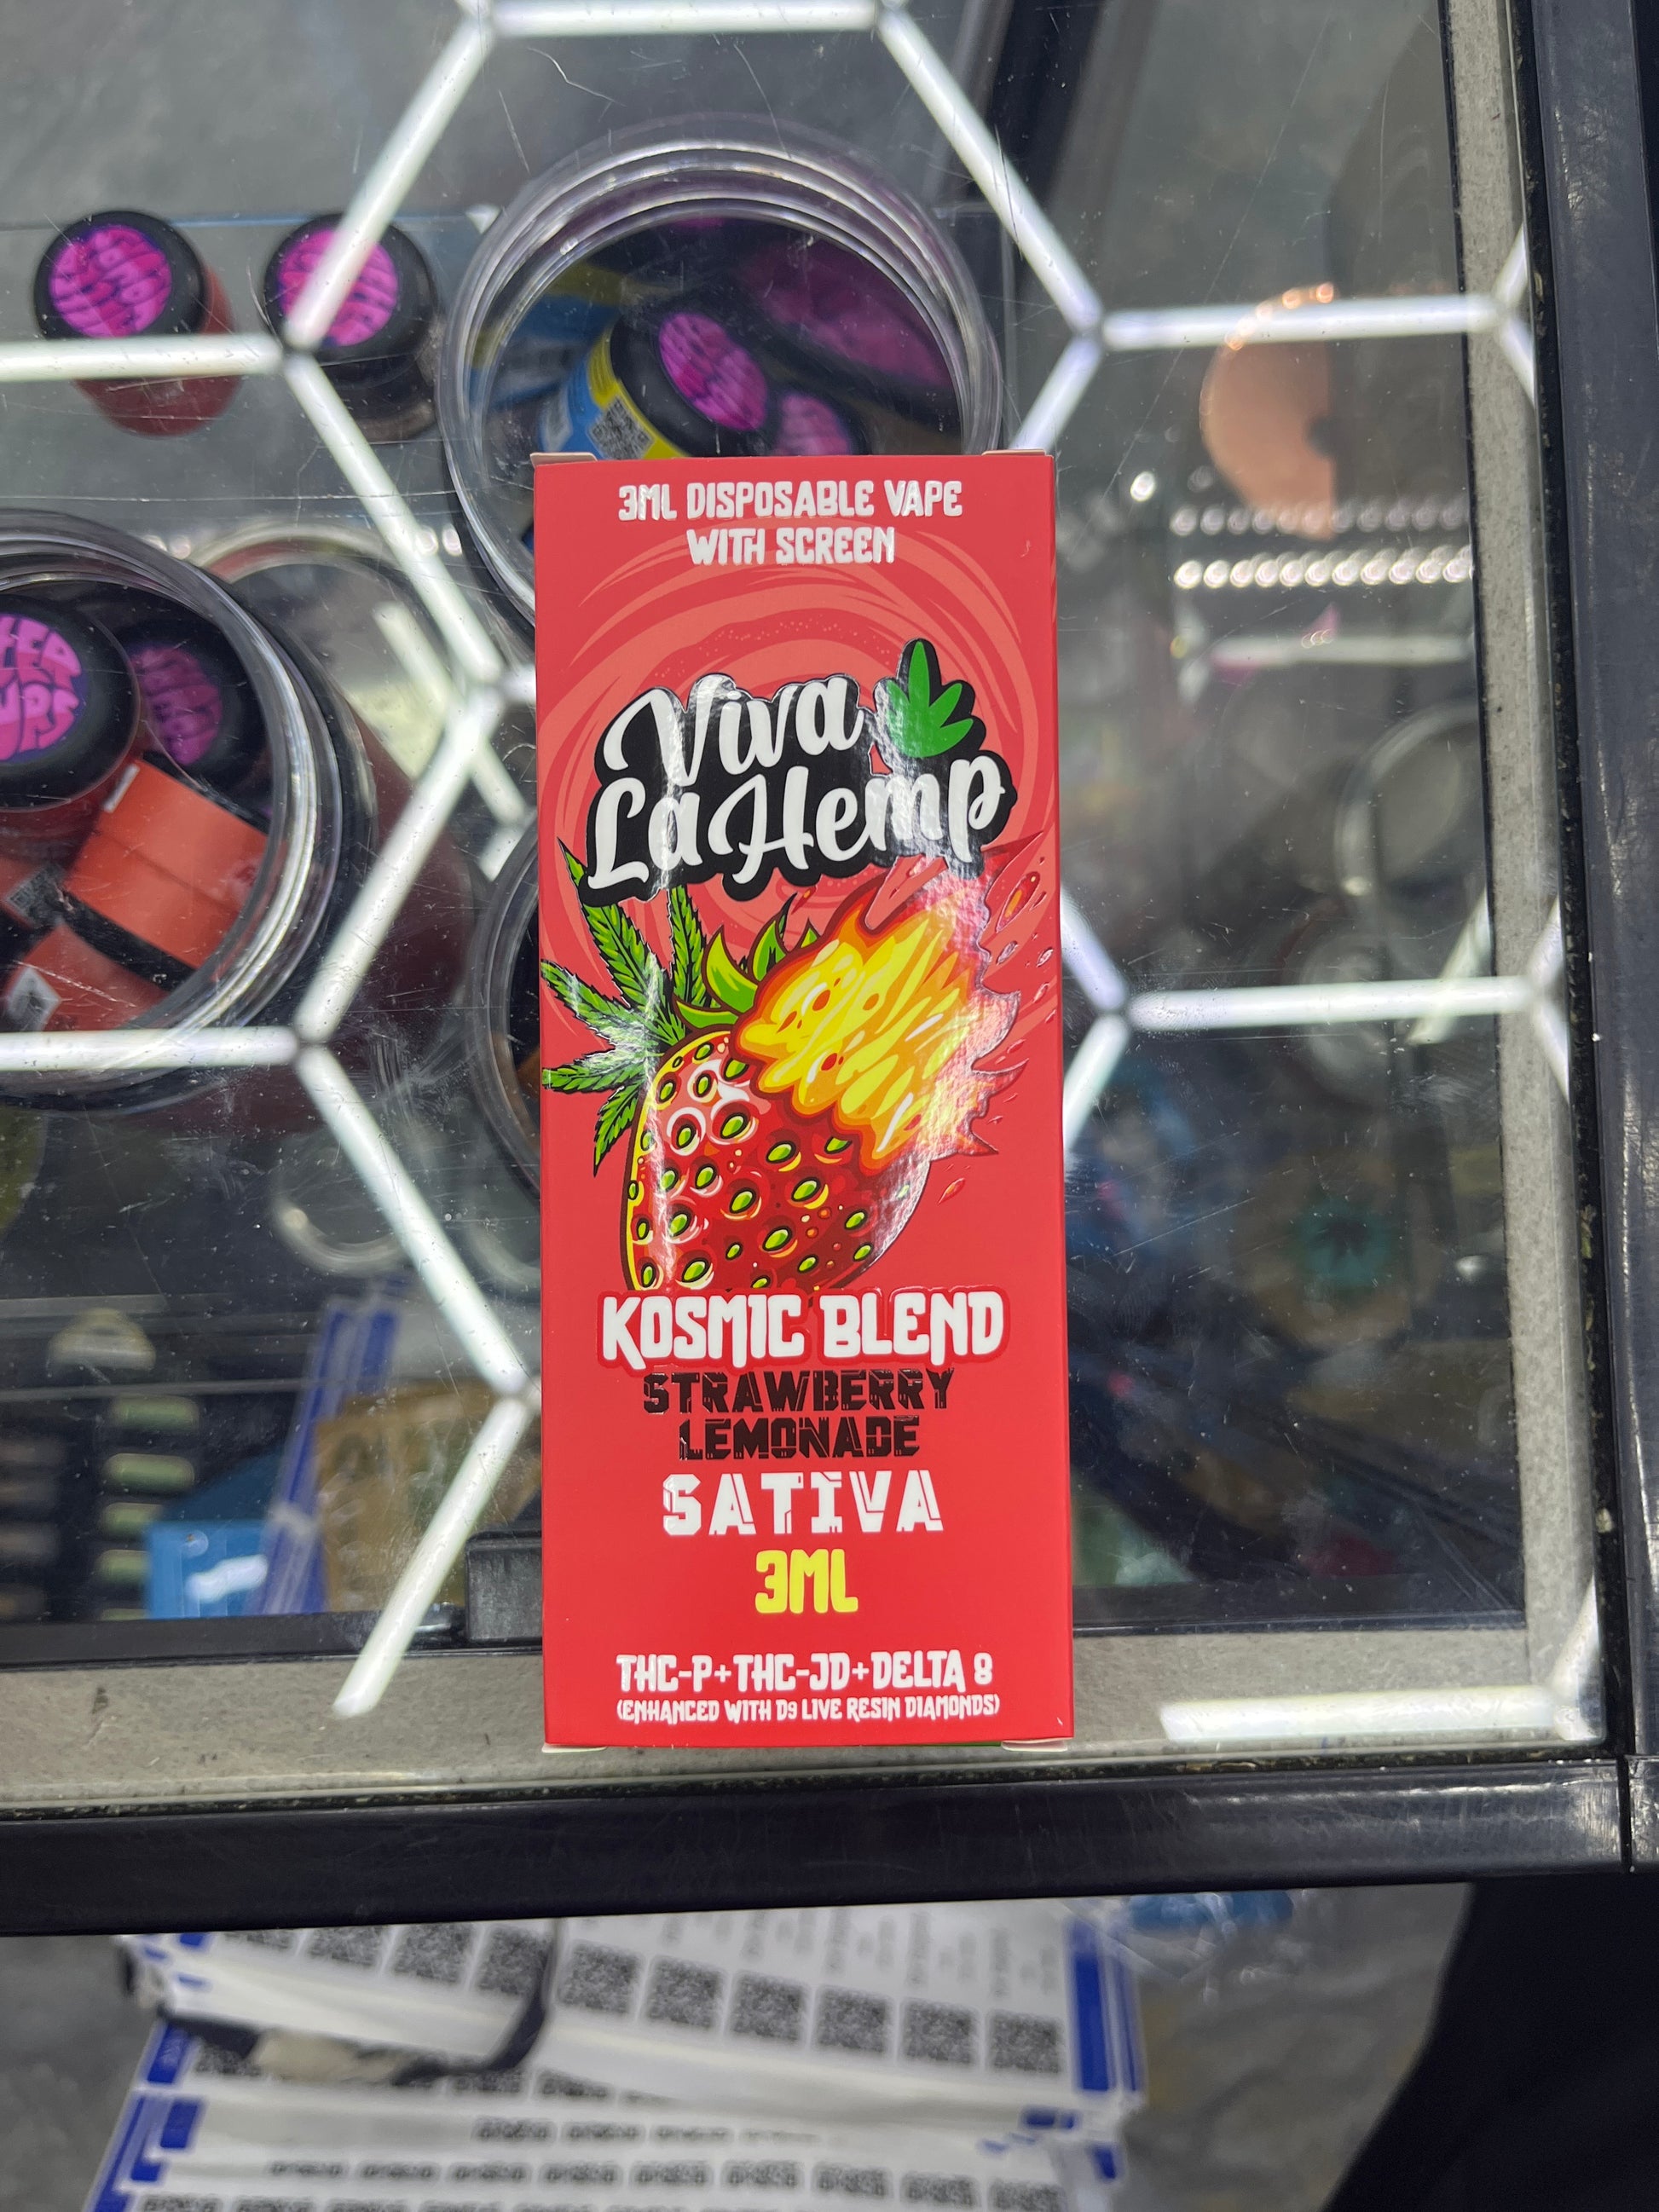 3ML DISPOSABLE VAPE
WITH SCREEN
Viva
La Hemp
KOSMIC BLEND
STRAWBERRY
LEMONADE
SATIVA
3ML
THC-P+THC-JD+DELTA 8
(ENHANCED WITH D9 LIVE RESIN DIAMONDS)